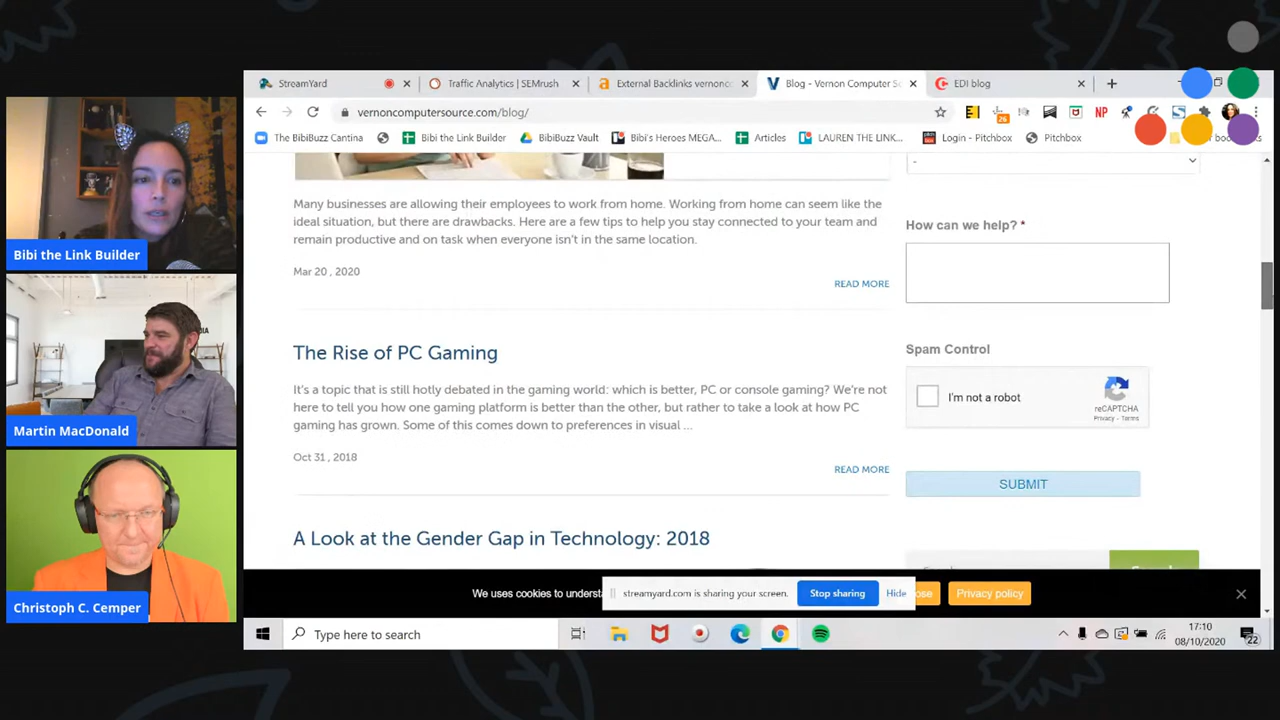 StreamYard
Traffic Analytics | SEMrush
External Backlinks vernonco
Blog - Vernon Computer S
EDI blog
vernoncomputersource.com/blog/
The BibiBuzz Cantina
Bibi the Link Builder
BibiBuzz Vault
Bibi's Heroes MEGA...
Articles
LAUREN THE LINK...
Login - Pitchbox
Pitchbox
Many businesses are allowing their employees to work from home. Working from home can seem like the
ideal situation, but there are drawbacks. Here are a few tips to help you stay connected to your team and
remain productive and on task when everyone isn't in the same location.
Mar 20 , 2020
READ MORE
The Rise of PC Gaming
It's a topic that is still hotly debated in the gaming world: which is better, PC or console gaming? We're not
here to tell you how one gaming platform is better than the other, but rather to take a look at how PC
gaming has grown. Some of this comes down to preferences in visual ...
Oct 31 , 2018
READ MORE
A Look at the Gender Gap in Technology: 2018
How can we help? *
Spam Control
I'm not a robot
reCAPTCHA
Privacy - Terms
SUBMIT
We uses cookies to understa
streamyard.com is sharing your screen.
Stop sharing
Hide
ose
Privacy policy
Type here to search
17:10
08/10/2020
22
Bibi the Link Builder
Martin MacDonald
Christoph C. Cemper